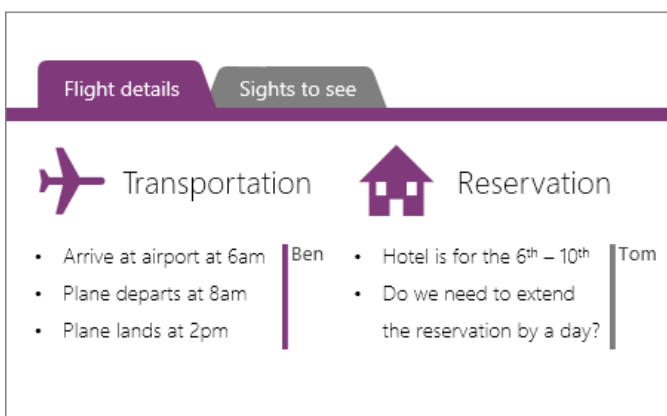 Flight details
Sights to see
Transportation
• Arrive at airport at 6am
• Plane departs at 8am
• Plane lands at 2pm
Ben
Reservation
• Hotel is for the 6th – 10th
• Do we need to extend
the reservation by a day?
Tom